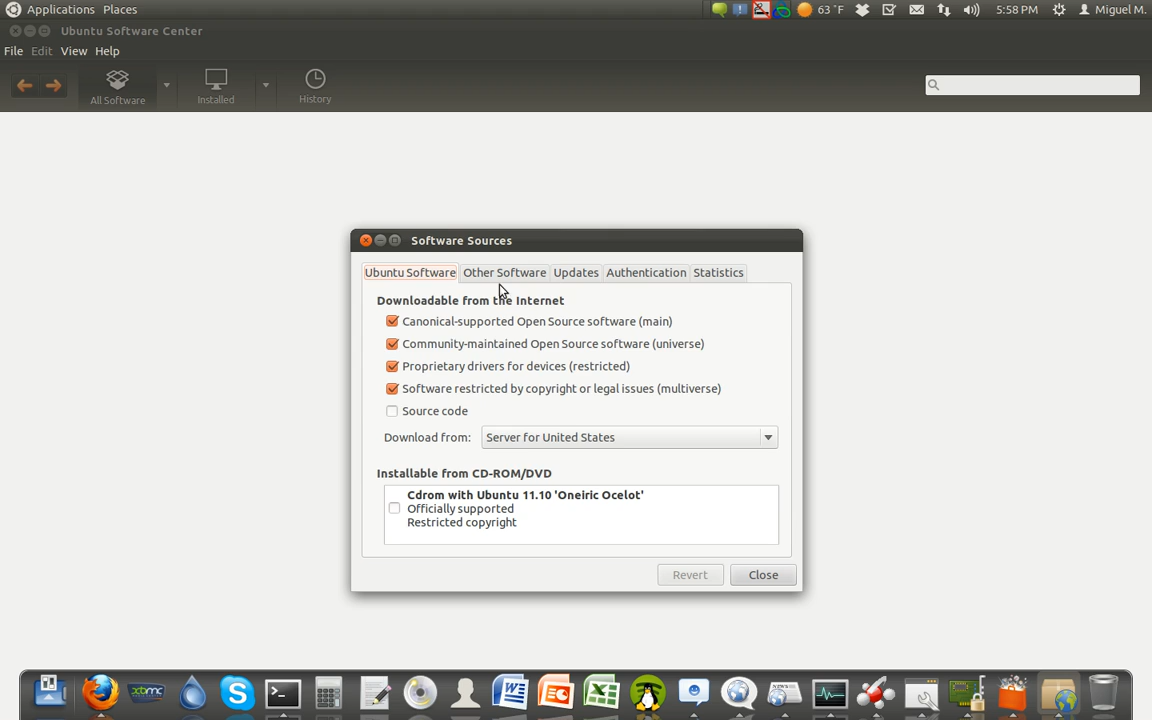 Applications Places
63 °F
5:58 PM
Miguel M.
Ubuntu Software Center
File Edit View Help
All Software
Installed
History
Software Sources
Ubuntu Software Other Software Updates Authentication Statistics
Downloadable from the Internet
Canonical-supported Open Source software (main)
Community-maintained Open Source software (universe)
Proprietary drivers for devices (restricted)
Software restricted by copyright or legal issues (multiverse)
Source code
Download from: Server for United States
Installable from CD-ROM/DVD
Cdrom with Ubuntu 11.10 'Oneiric Ocelot'
Officially supported
Restricted copyright
Revert Close
xbmc